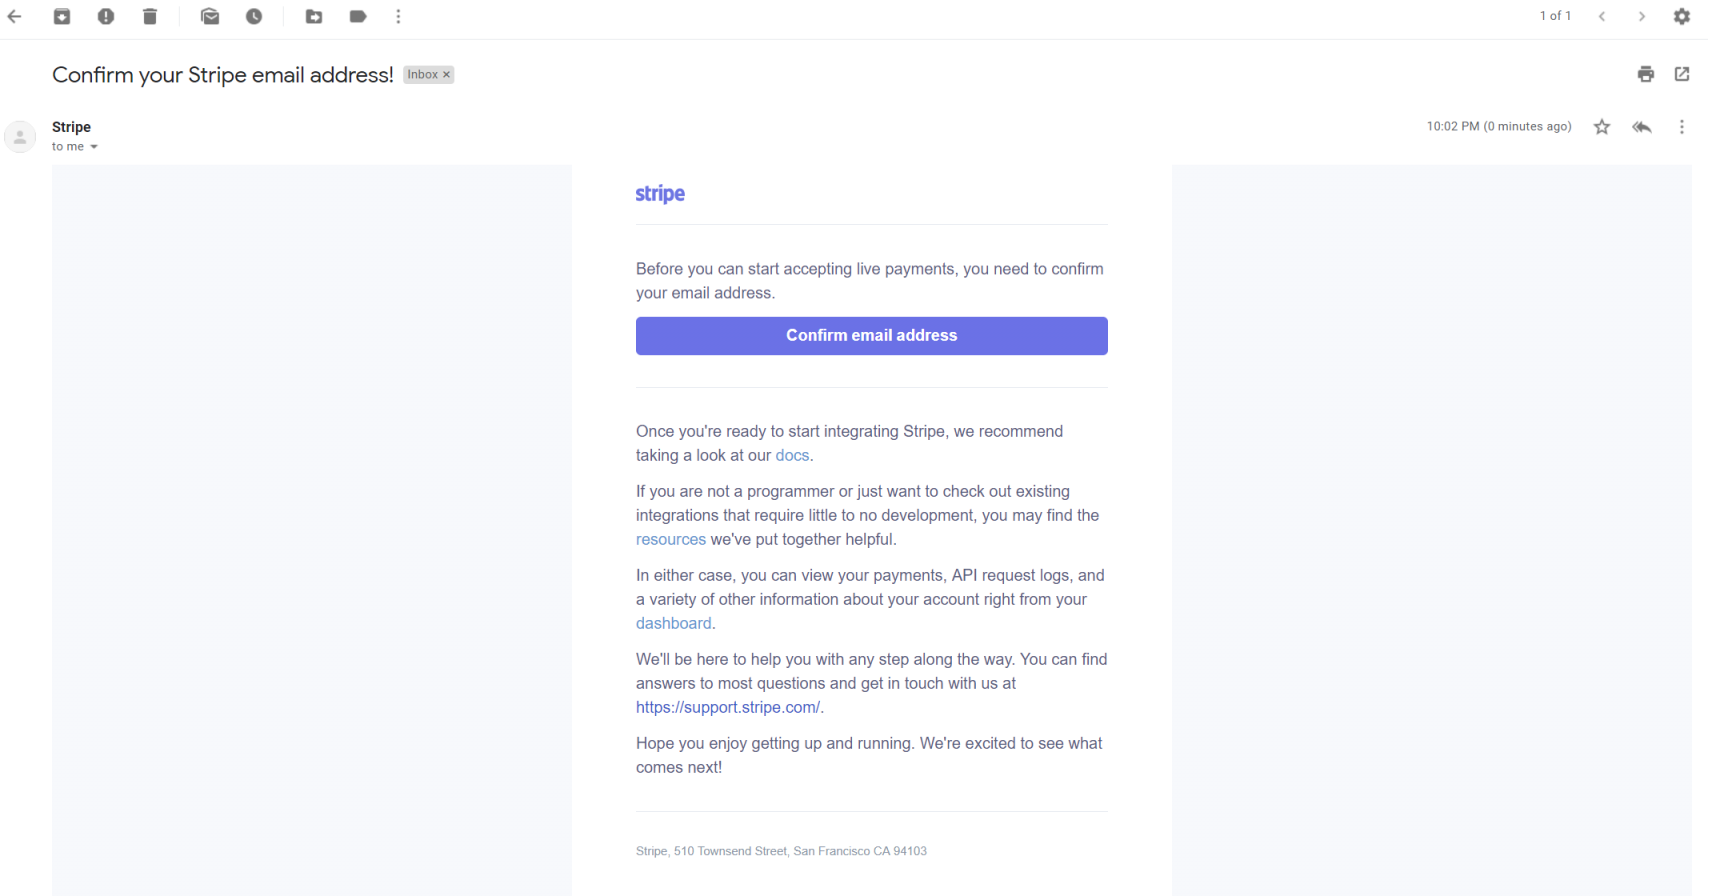 1 of 1
Confirm your Stripe email address!
Inbox ×
Stripe
10:02 PM (0 minutes ago)
to me
stripe
Before you can start accepting live payments, you need to confirm
your email address.
Confirm email address
Once you're ready to start integrating Stripe, we recommend
taking a look at our docs.
If you are not a programmer or just want to check out existing
integrations that require little to no development, you may find the
resources we've put together helpful.
In either case, you can view your payments, API request logs, and
a variety of other information about your account right from your
dashboard.
We'll be here to help you with any step along the way. You can find
answers to most questions and get in touch with us at
https://support.stripe.com/.
Hope you enjoy getting up and running. We're excited to see what
comes next!
Stripe, 510 Townsend Street, San Francisco CA 94103